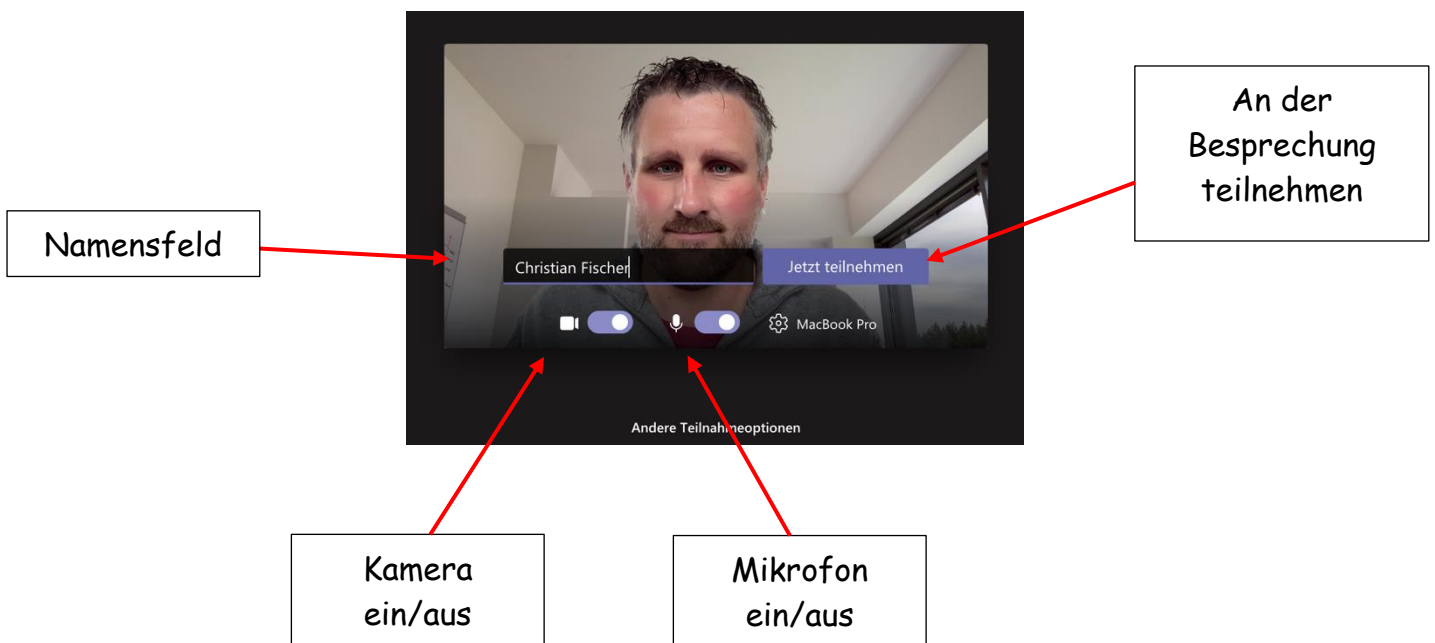 An der
Besprechung
teilnehmen
Namensfeld
Christian Fischer
Jetzt teilnehmen
MacBook Pro
Andere Teilnahmeoptionen
Kamera
ein/aus
Mikrofon
ein/aus